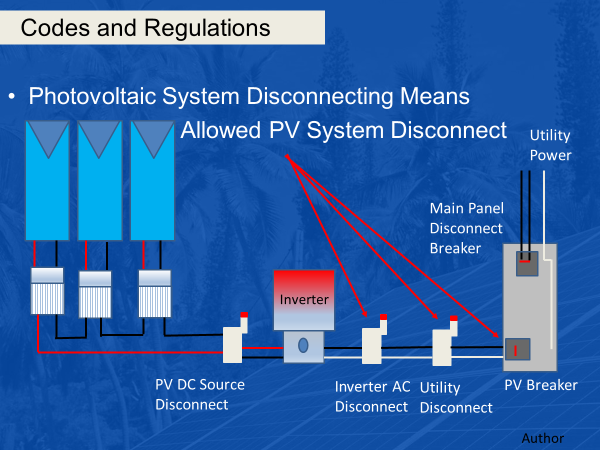 Codes and Regulations
• Photovoltaic System Disconnecting Means
Allowed PV System Disconnect
Utility
Power
Main Panel
Disconnect
Breaker
Inverter
PV DC Source
Disconnect
Inverter AC
Disconnect
Utility
Disconnect
PV Breaker
Author